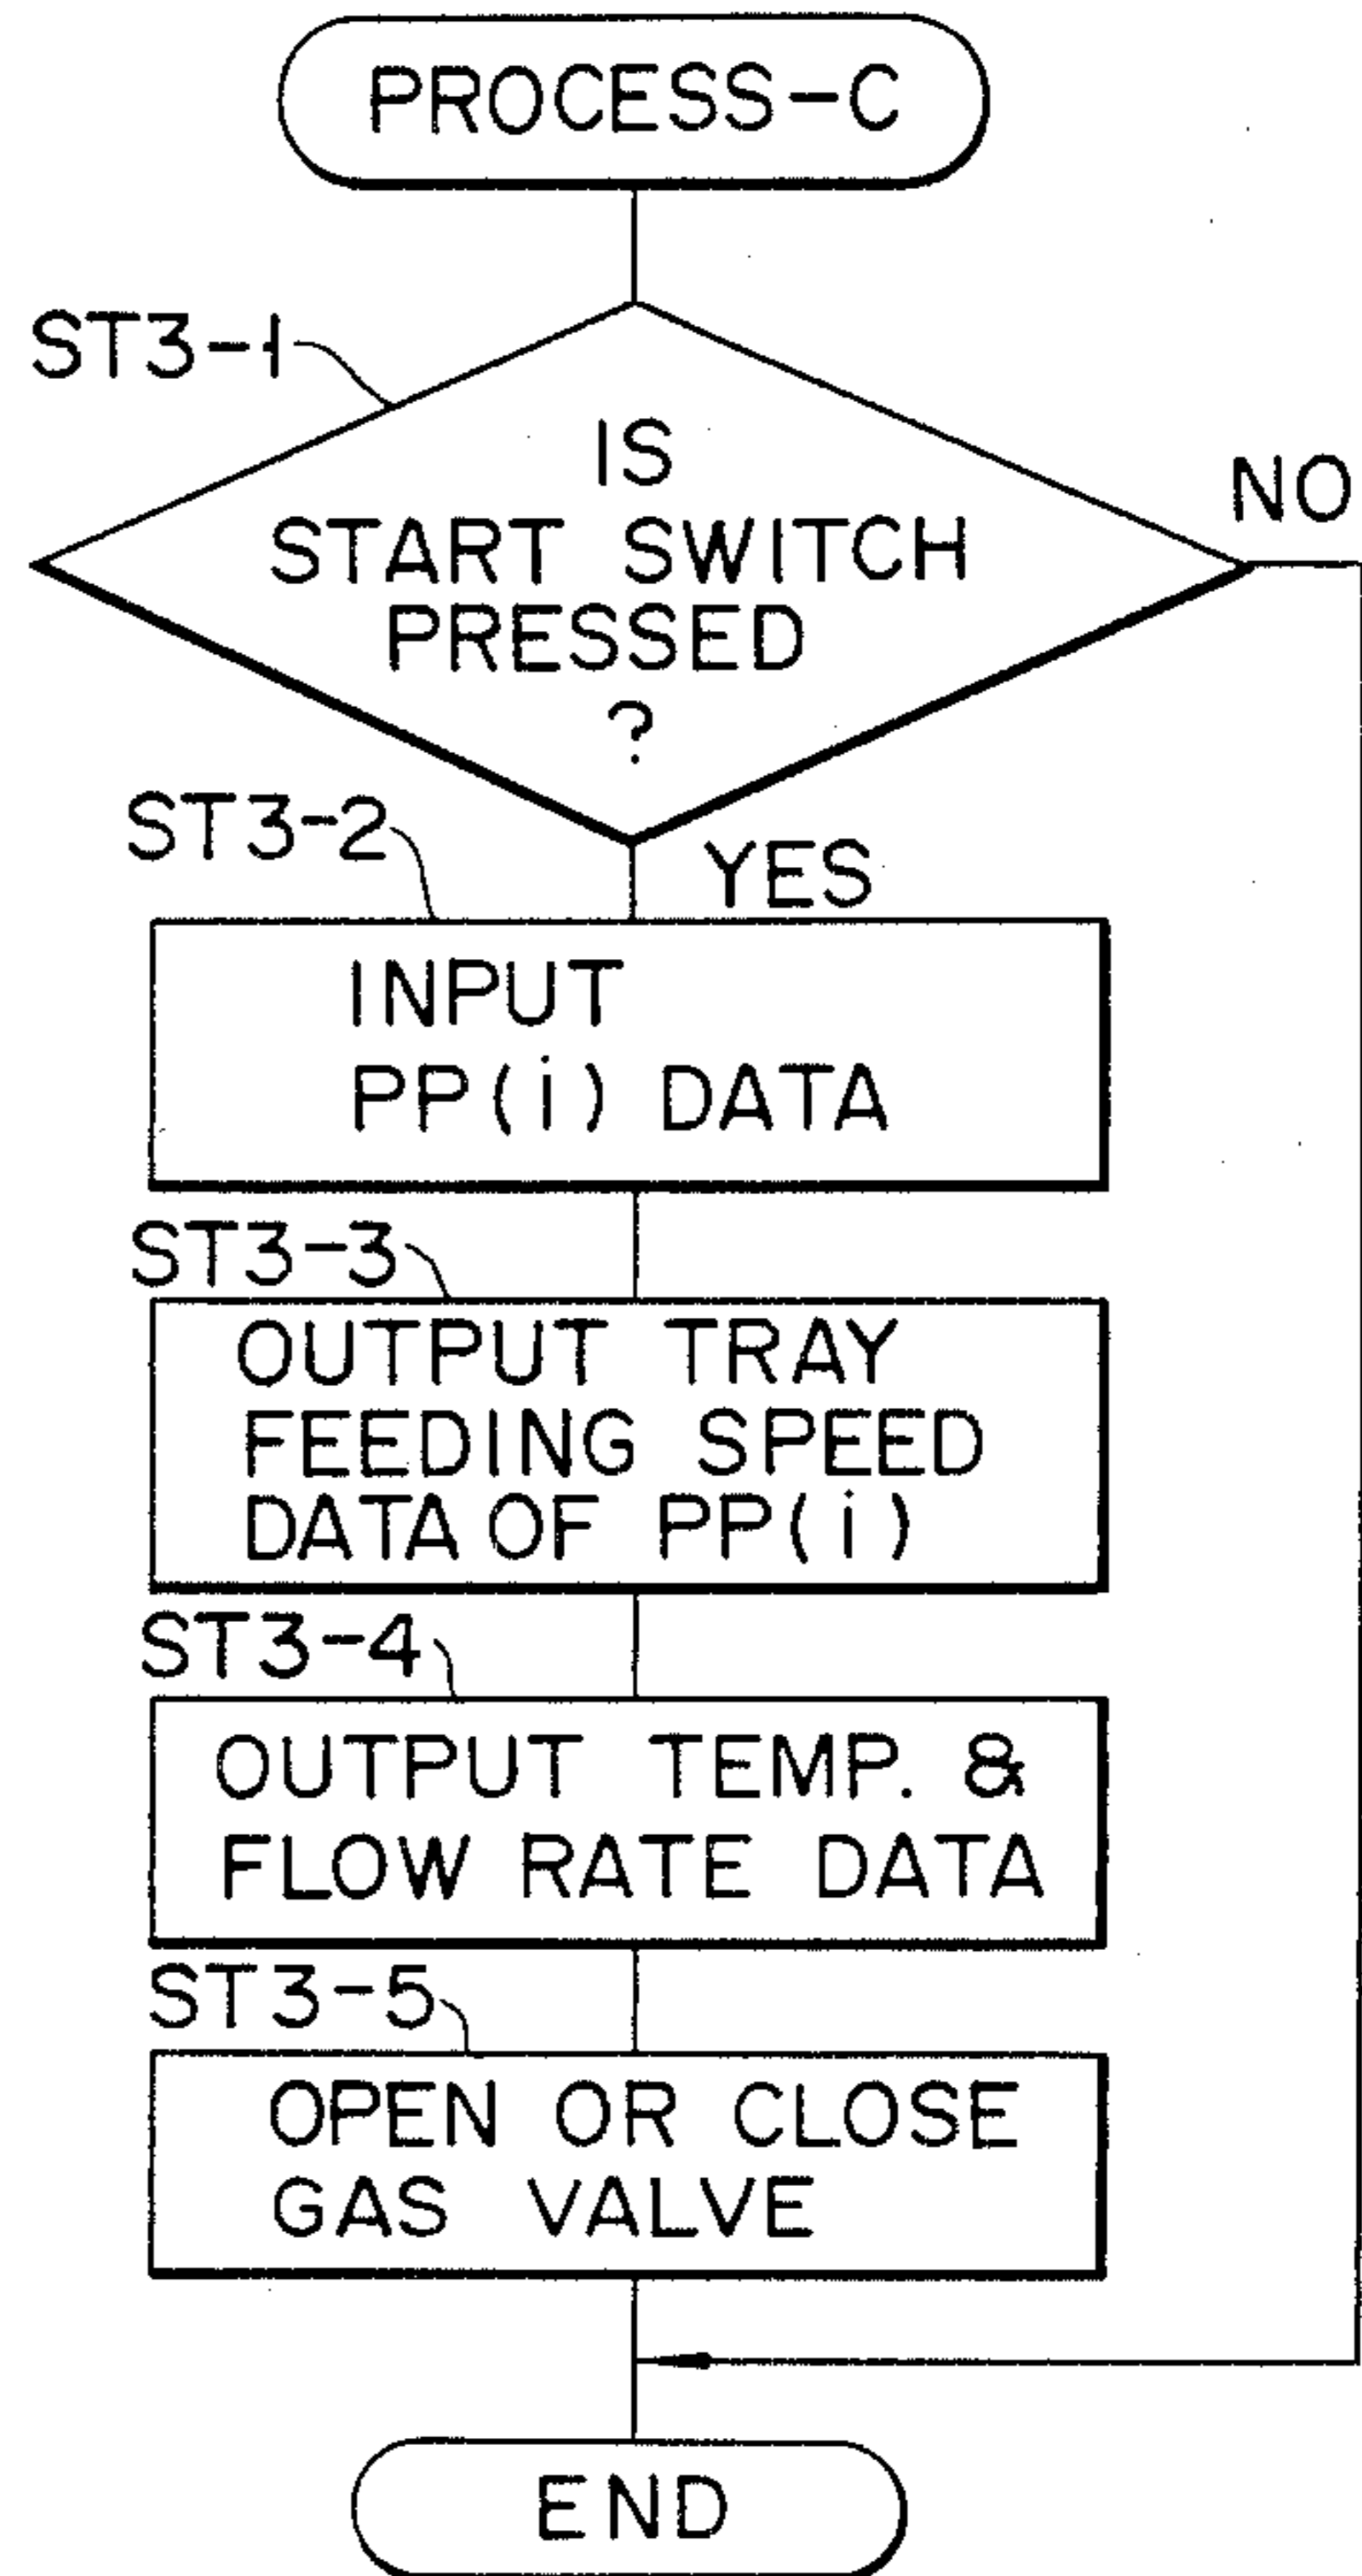 PROCESS-C
ST3-1
IS
START SWITCH
PRESSED
?
NO
YES
ST3-2
INPUT
PP(i) DATA
ST3-3
OUTPUT TRAY
FEEDING SPEED
DATA OF PP(i)
ST3-4
OUTPUT TEMP. &
FLOW RATE DATA
ST3-5
OPEN OR CLOSE
GAS VALVE
END